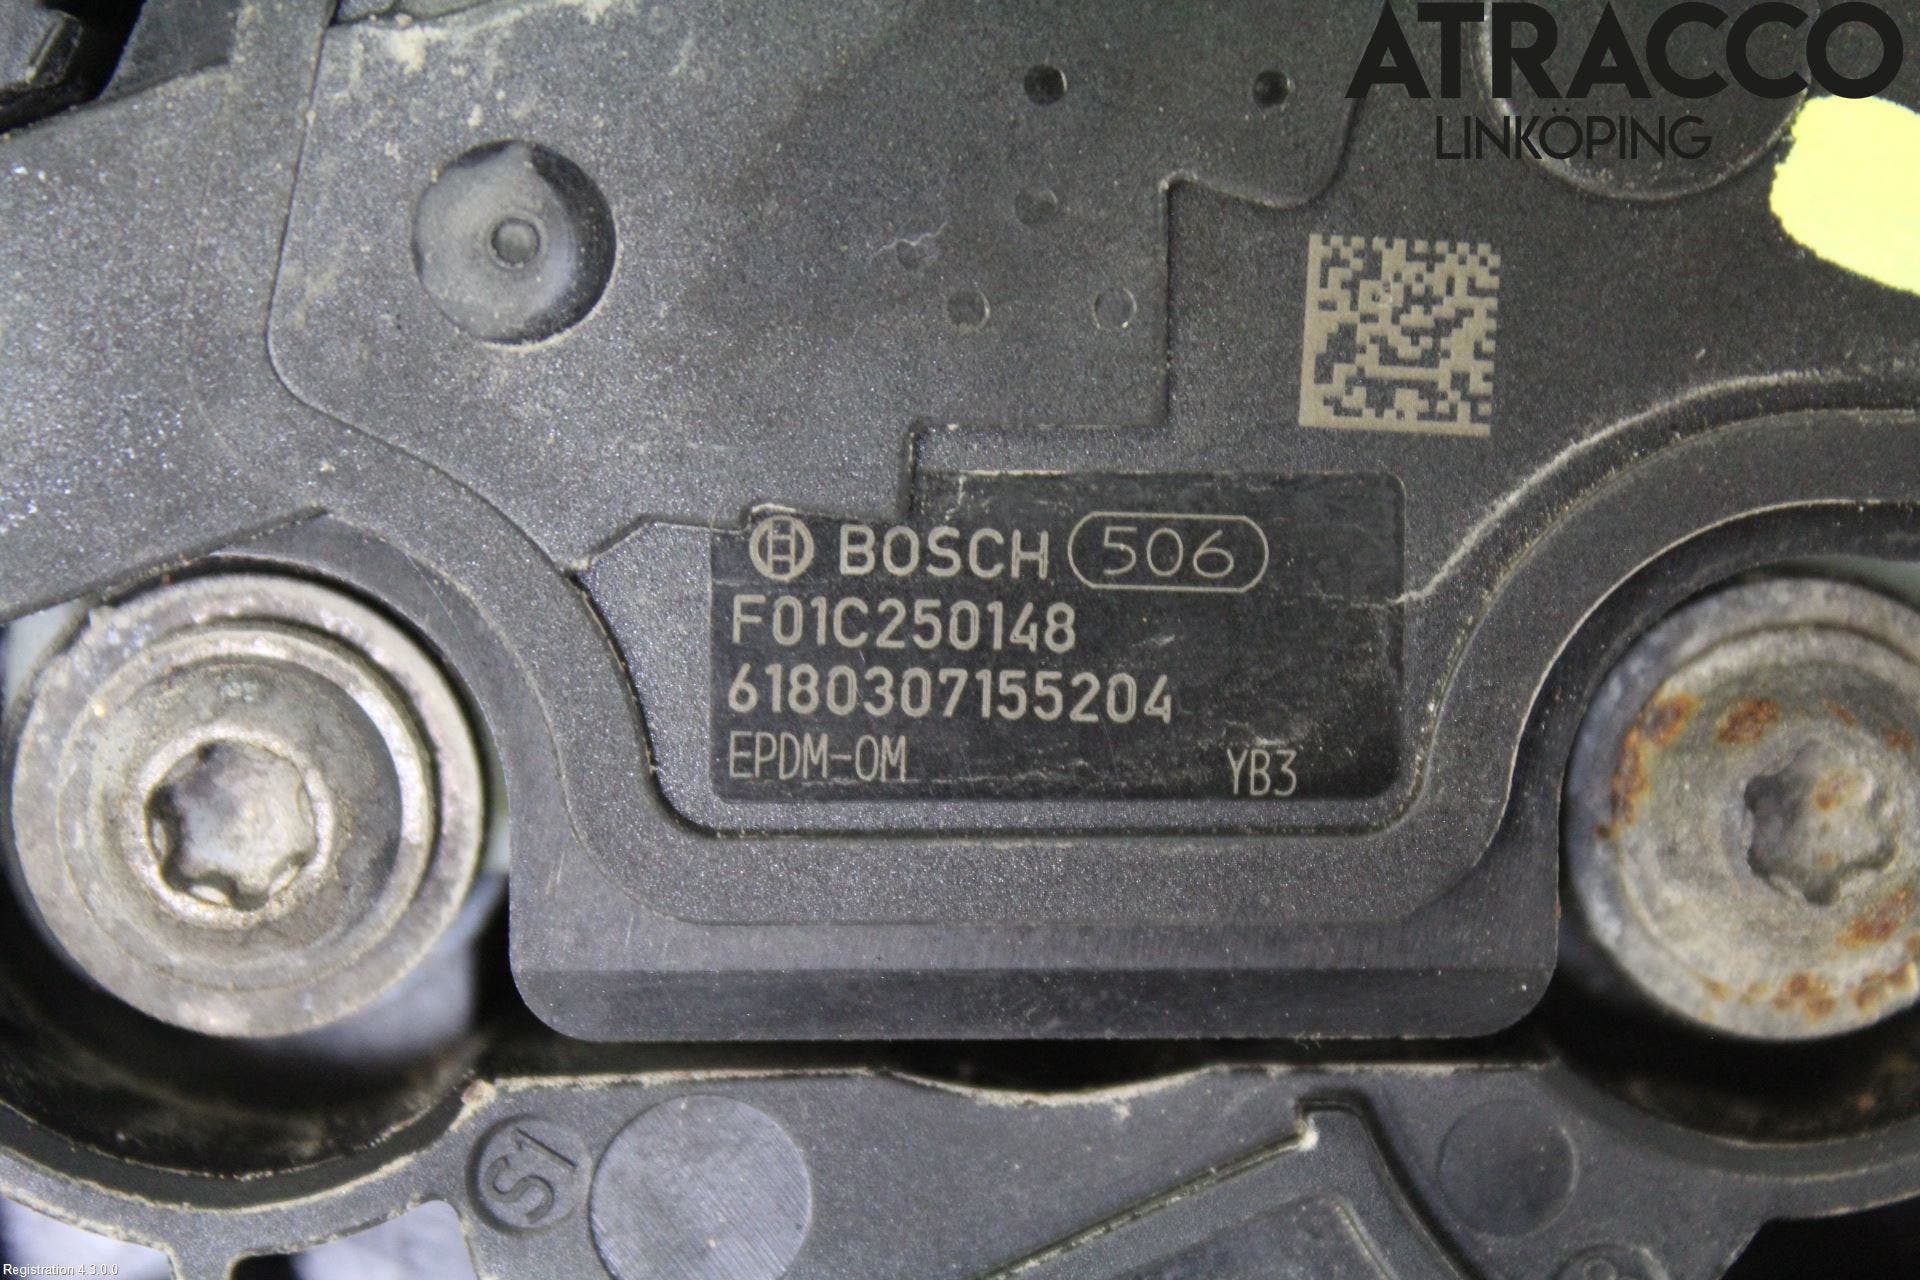 ATRACCO
LINKÖPING
BOSCH 506
F01C250148
6180307155204
EPDM-OM YB3
S1
Registration 4.3.0.0